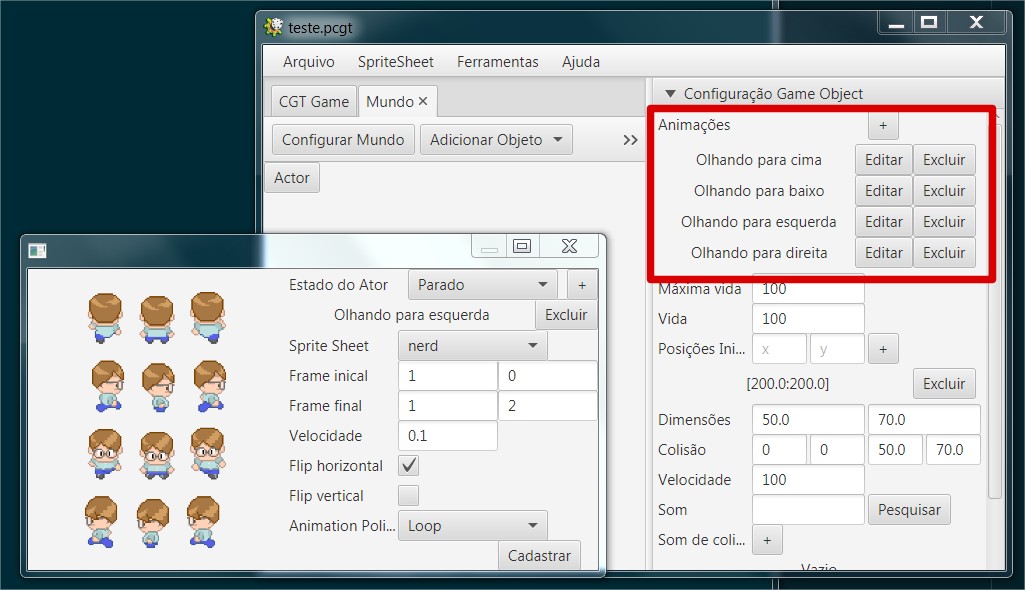 teste.pcgt
Arquivo SpriteSheet Ferramentas Ajuda
CGT Game Mundo ×
Configurar Mundo Adicionar Objeto >>
Actor
Configuração Game Object
Animações +
Olhando para cima Editar Excluir
Olhando para baixo Editar Excluir
Olhando para esquerda Editar Excluir
Olhando para direita Editar Excluir
Máxima vida 100
Vida 100
Posições Ini... x y +
[200.0:200.0] Excluir
Dimensões 50.0 70.0
Colisão 0 0 50.0 70.0
Velocidade 100
Som Pesquisar
Som de coli... +
Vazio
Estado do Ator Parado +
Olhando para esquerda Excluir
Sprite Sheet nerd
Frame inical 1 0
Frame final 1 2
Velocidade 0.1
Flip horizontal
Flip vertical
Animation Poli... Loop
Cadastrar